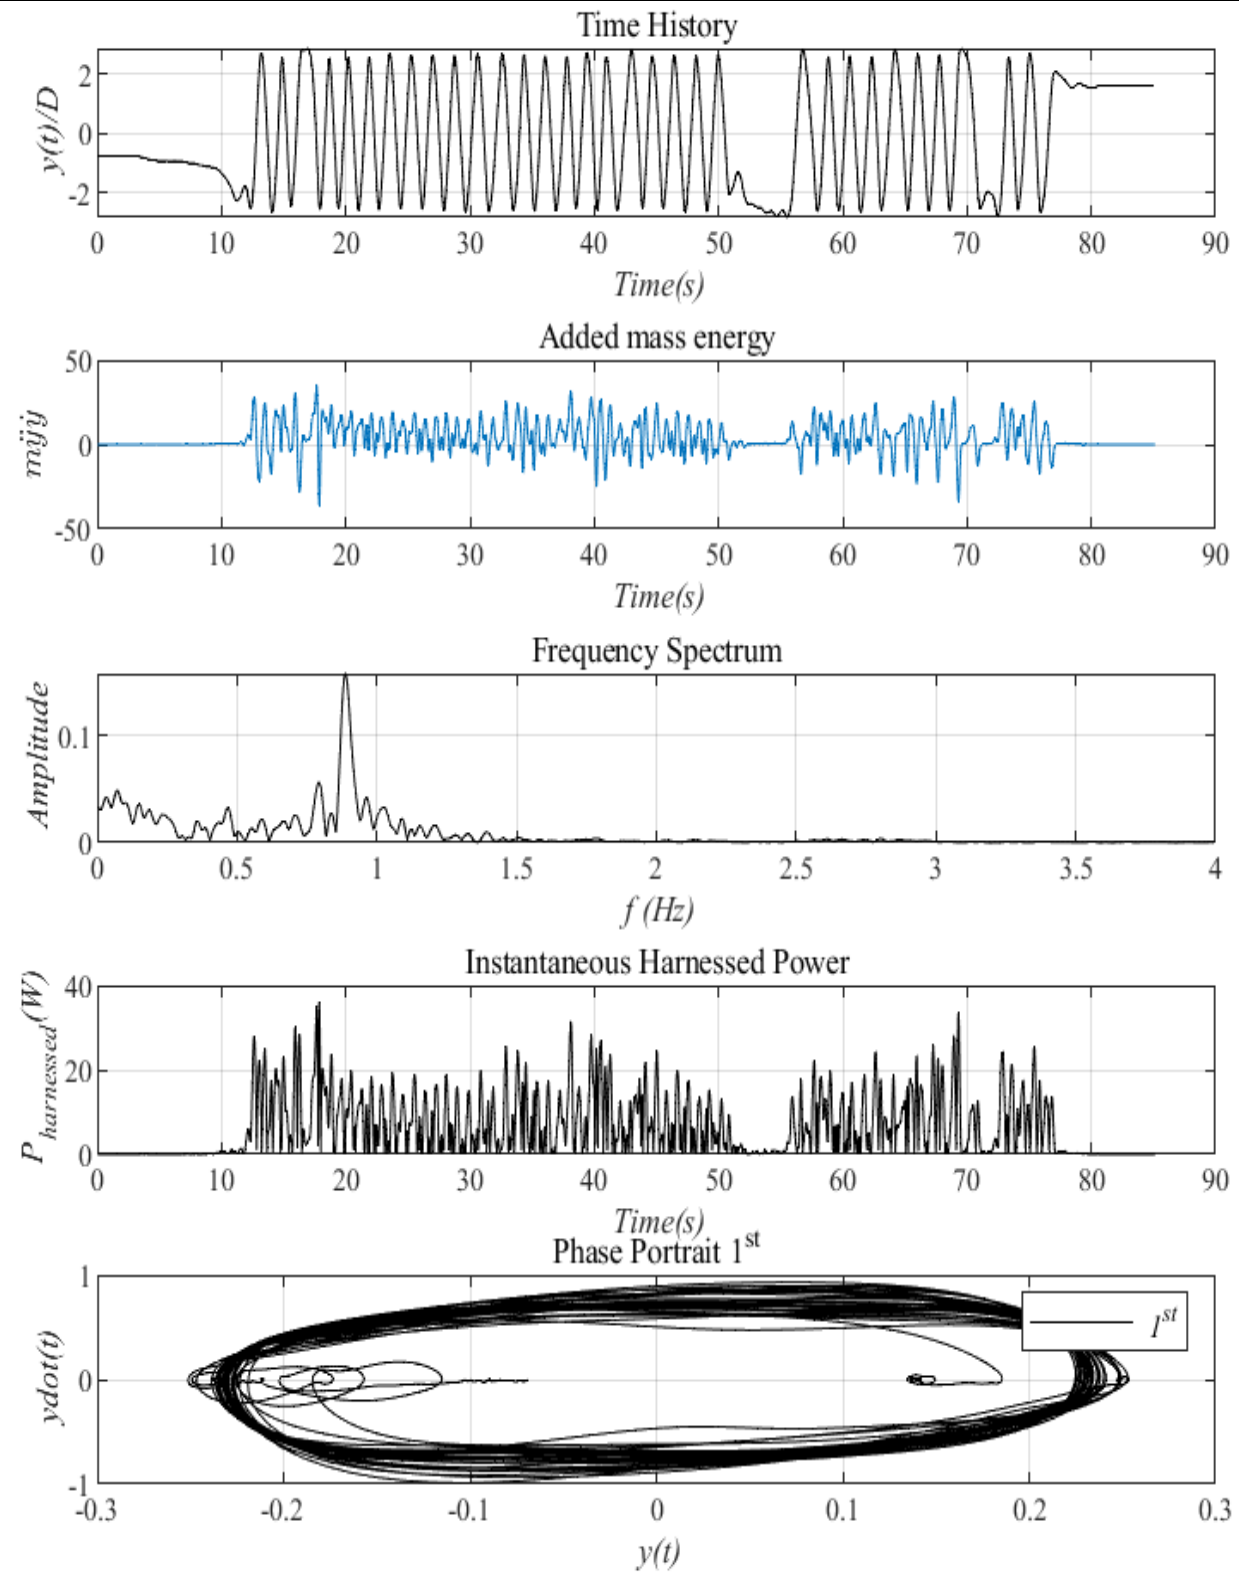 Time History
y(t)/D
2
0
-2
0 10 20 30 40 50 60 70 80 90
Time(s)
Added mass energy
mÿẏ
50
0
-50
0 10 20 30 40 50 60 70 80 90
Time(s)
Frequency Spectrum
Amplitude
0.1
0
0 0.5 1 1.5 2 2.5 3 3.5 4
f (Hz)
Instantaneous Harnessed Power
P_harnessed(W)
40
20
0
0 10 20 30 40 50 60 70 80 90
Time(s)
Phase Portrait 1st
ydot(t)
1
0
-1
1st
-0.3 -0.2 -0.1 0 0.1 0.2 0.3
y(t)